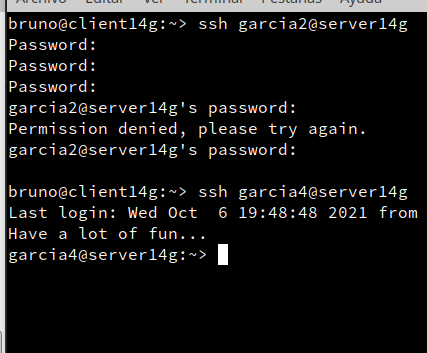 Archivo Editar Ver Terminal Pestañas Ayuda
bruno@client14g:~> ssh garcia2@server14g
Password:
Password:
Password:
garcia2@server14g's password:
Permission denied, please try again.
garcia2@server14g's password:
bruno@client14g:~> ssh garcia4@server14g
Last login: Wed Oct  6 19:48:48 2021 from
Have a lot of fun...
garcia4@server14g:~>